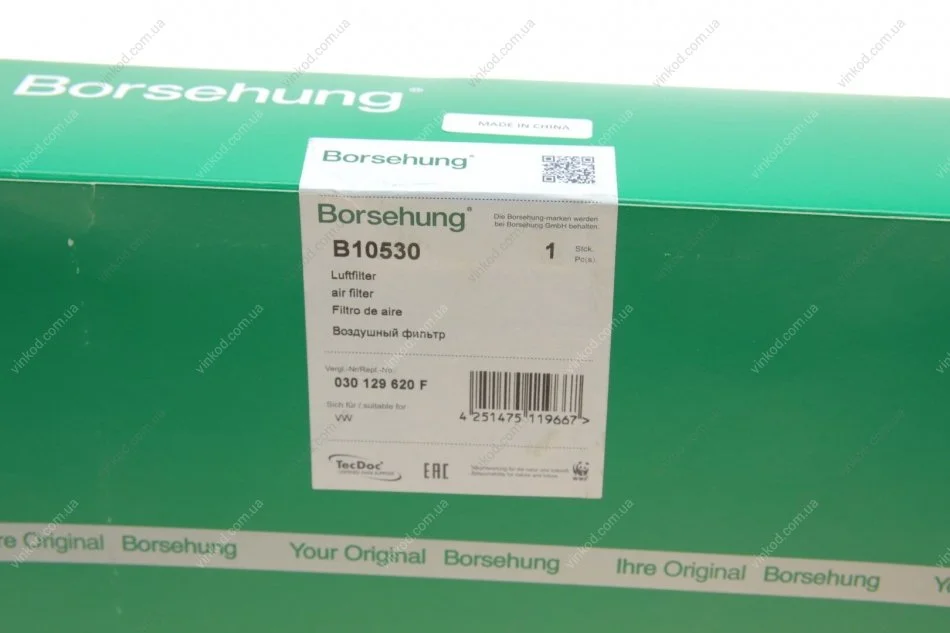 Borsehung®
MADE IN CHINA
Borsehung®
Borsehung®
Die Borsehung-marken werden
bei Borsehung GmbH behalten.
B10530
1 Stck.
Pc(s).
Luftfilter
air filter
Filtro de aire
Воздушный фильтр
Vergl.-Nr/Repl.-No.
030 129 620 F
Sich für / suitable for
VW
4 251475 119667 >
TecDoc
EAC
WWF
re Original Borsehung Your Original Borsehung Ihre Original Borsehung Yo
vinkod.com.ua